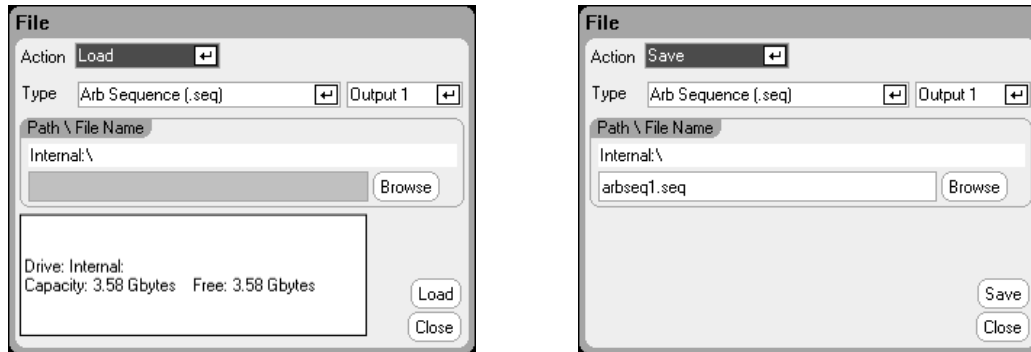 File
Action Load
Type Arb Sequence (.seq) Output 1
Path \ File Name
Internal:\
Browse
Drive: Internal:
Capacity: 3.58 Gbytes Free: 3.58 Gbytes
Load
Close
File
Action Save
Type Arb Sequence (.seq) Output 1
Path \ File Name
Internal:\
arbseq1.seq Browse
Save
Close